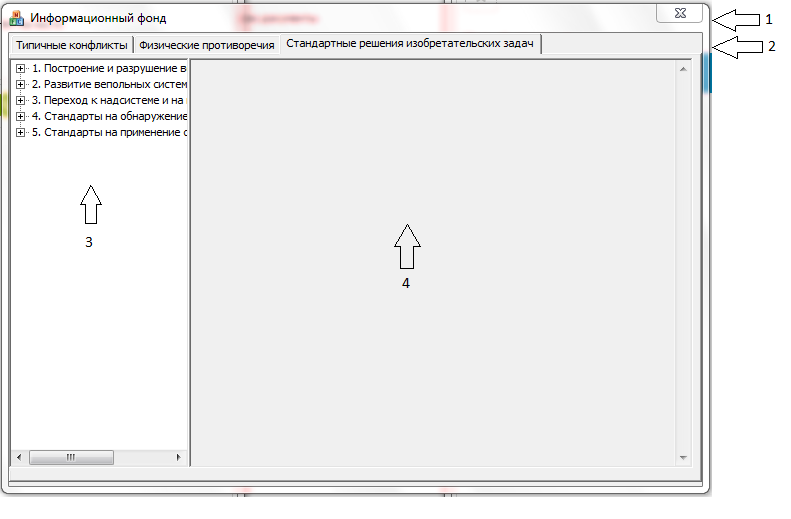 Информационный фонд
1
Типичные конфликты Физические противоречия Стандартные решения изобретательских задач
2
1. Построение и разрушение в
2. Развитие вепольных систем
3. Переход к надсистеме и на
4. Стандарты на обнаружение
5. Стандарты на применение с
3
4